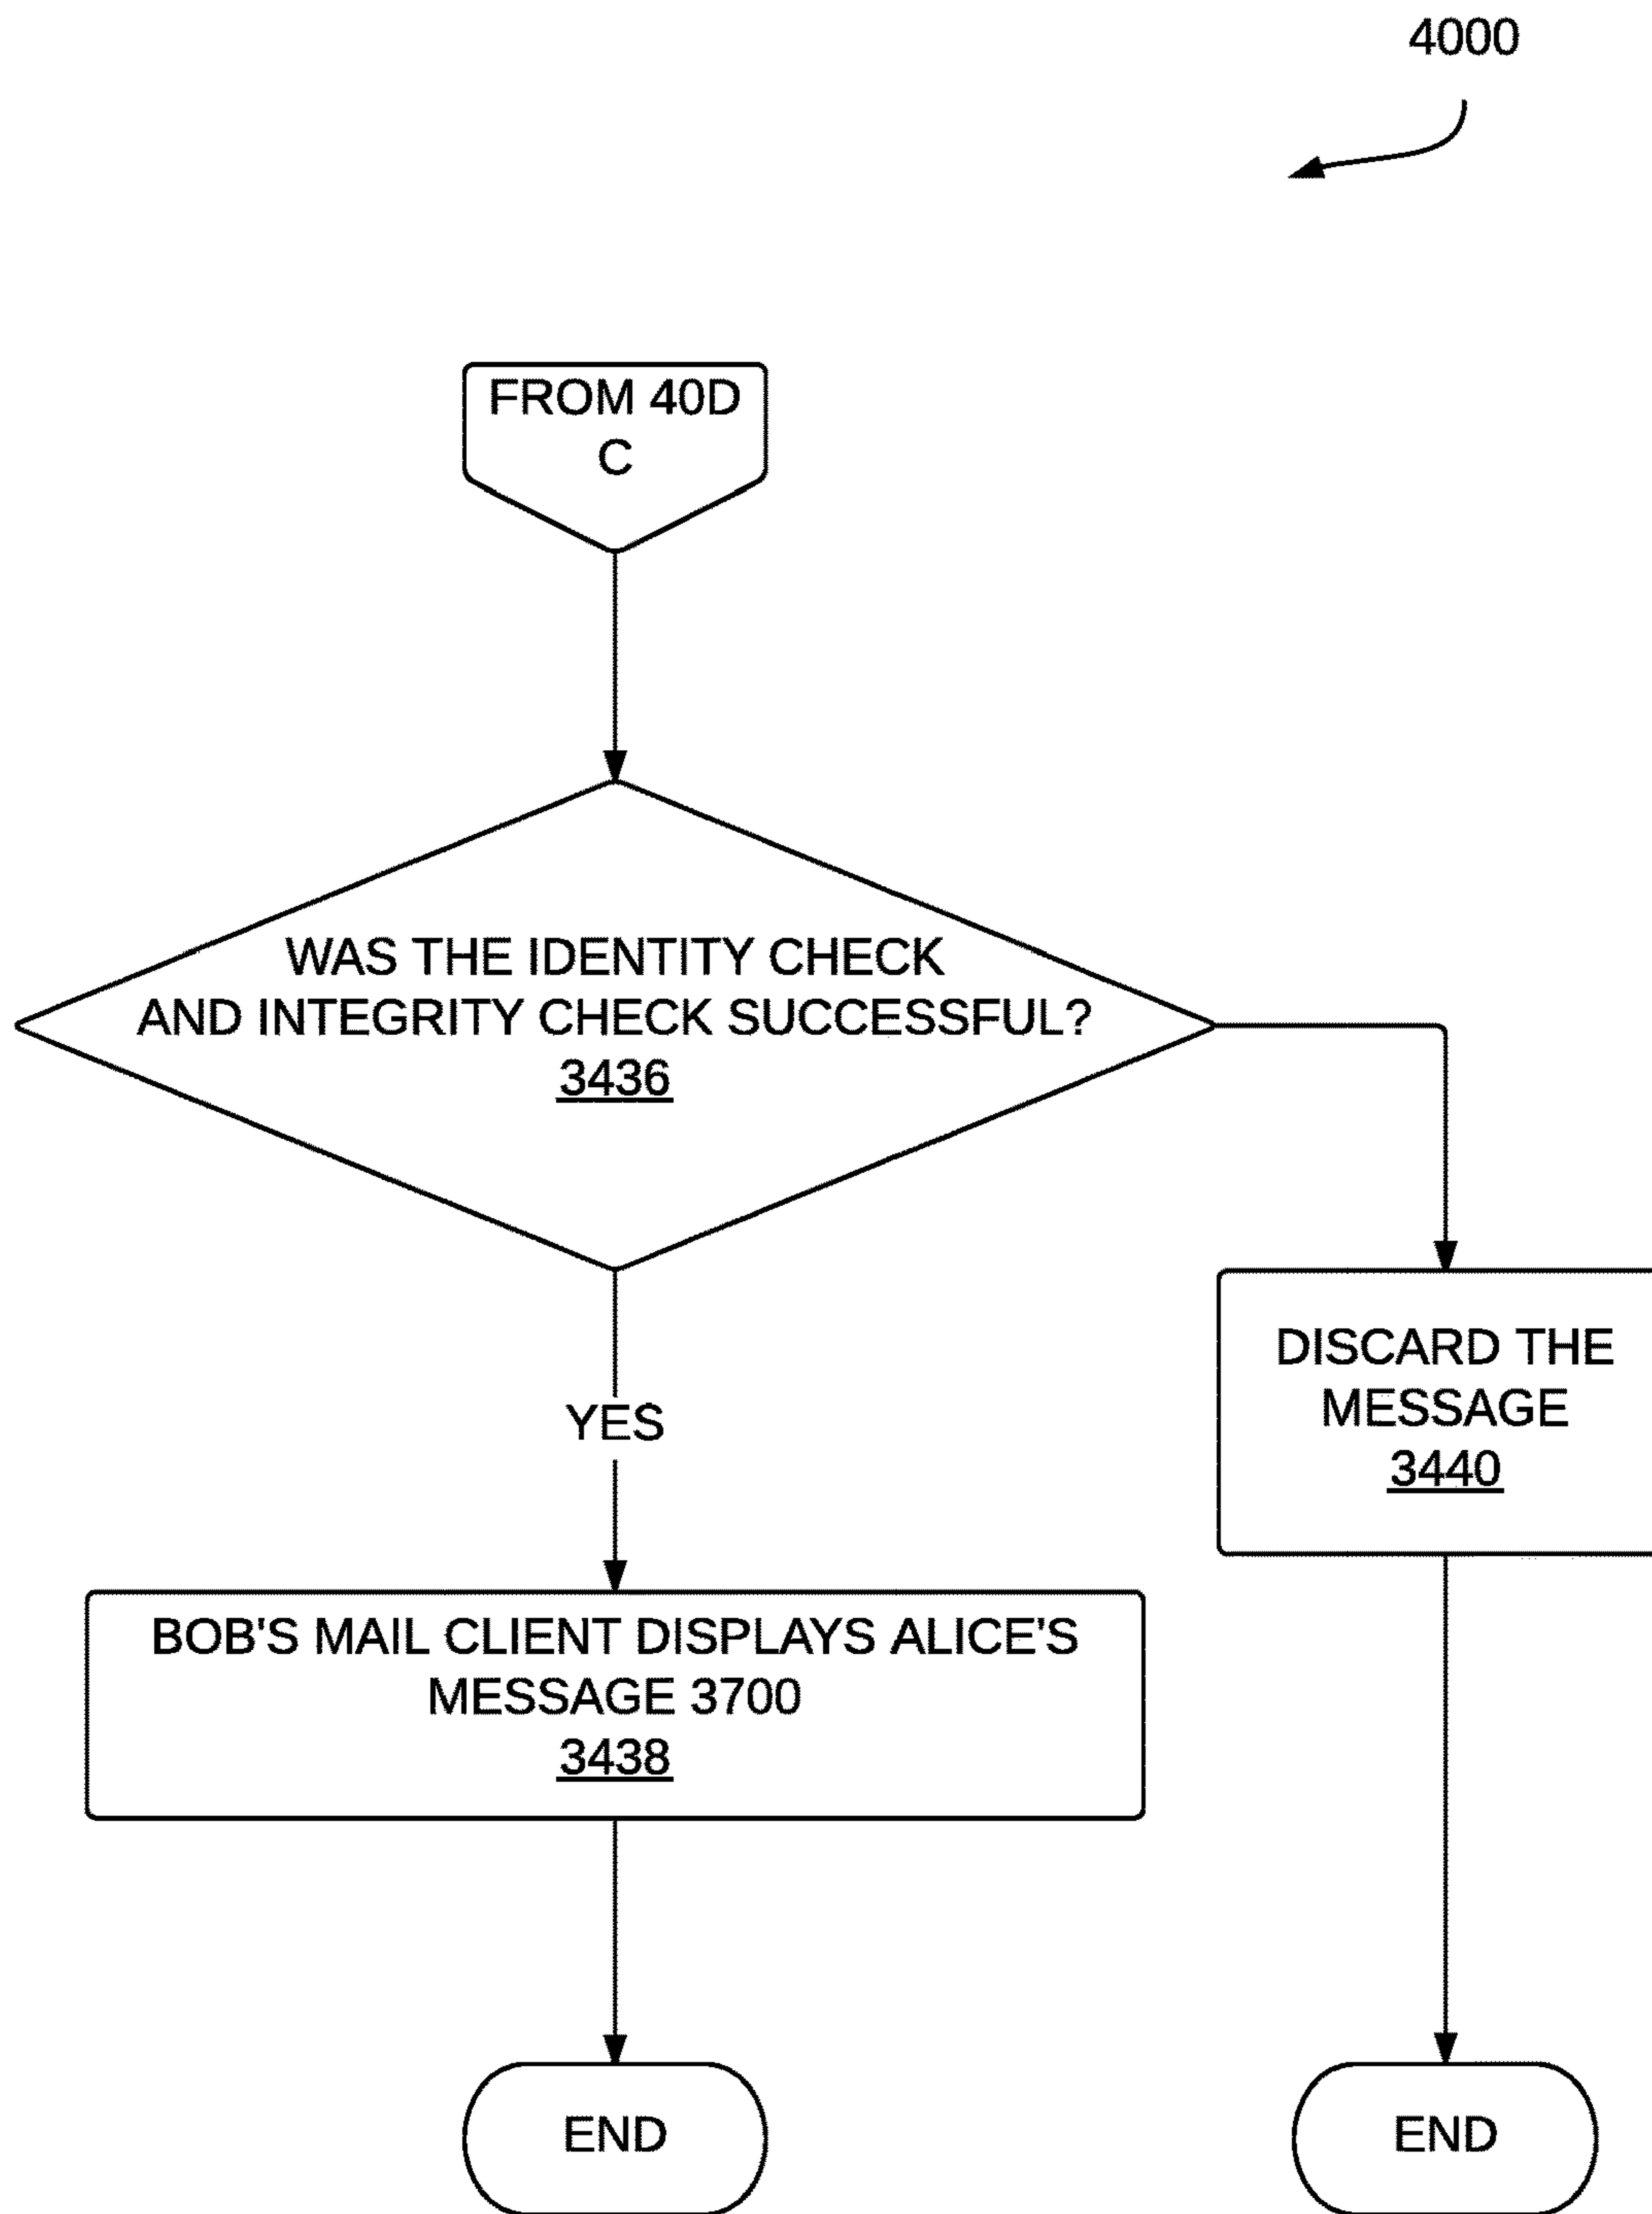 4000
FROM 40D
C
WAS THE IDENTITY CHECK
AND INTEGRITY CHECK SUCCESSFUL?
3436
YES
DISCARD THE
MESSAGE
3440
BOB'S MAIL CLIENT DISPLAYS ALICE'S
MESSAGE 3700
3438
END
END